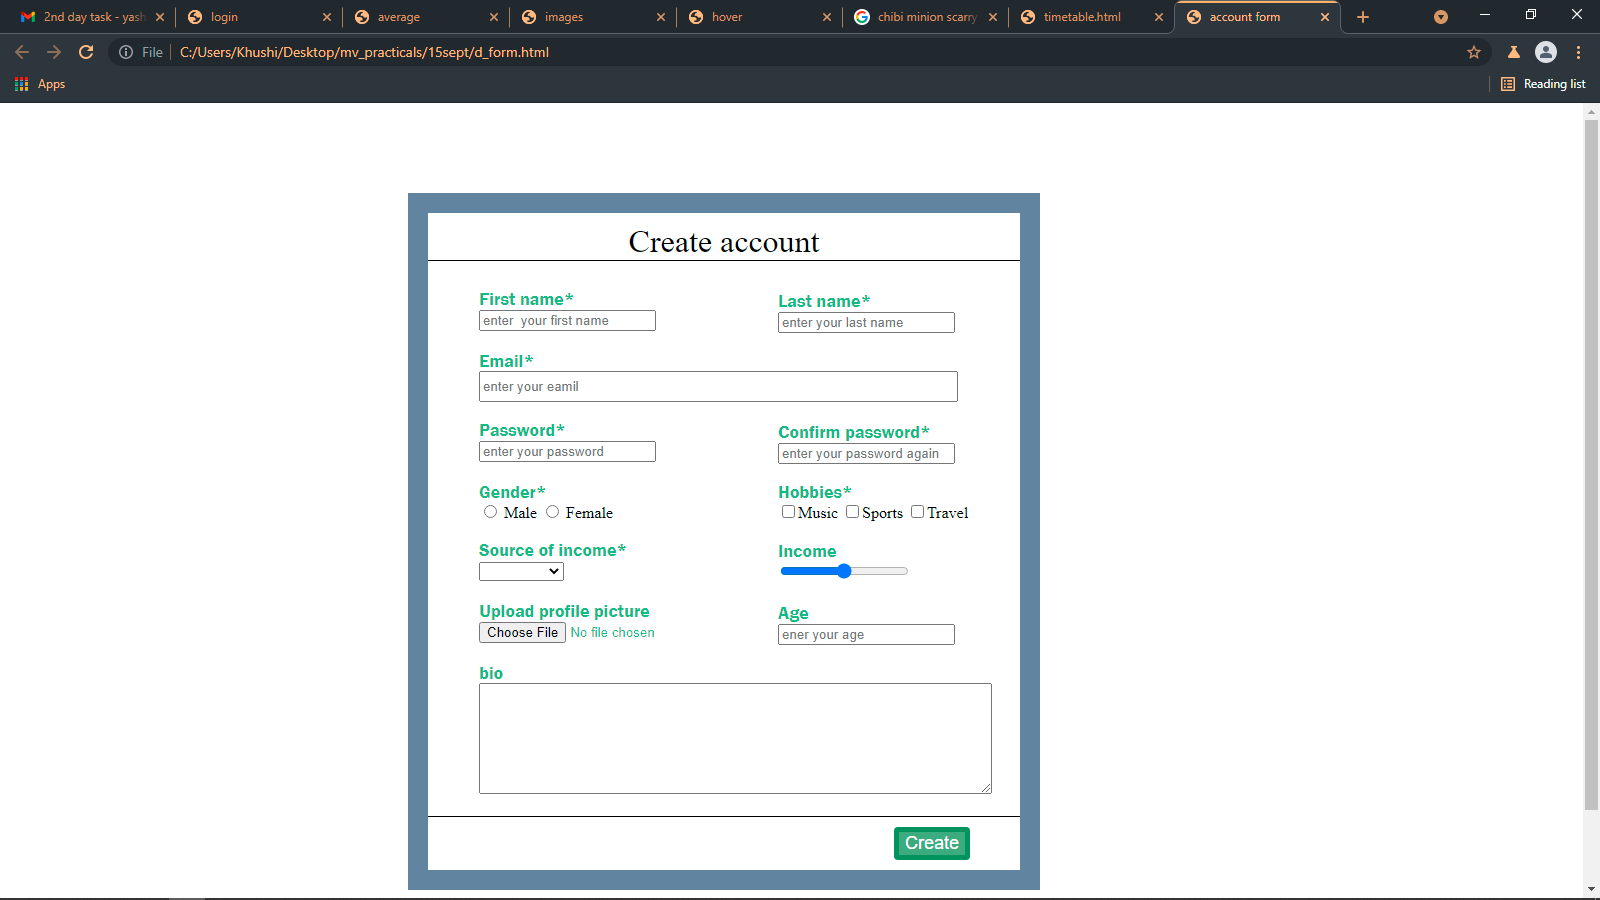 2nd day task - yash
login
average
images
hover
chibi minion scarry
timetable.html
account form
File
C:/Users/Khushi/Desktop/mv_practicals/15sept/d_form.html
Apps
Reading list
Create account
First name*
Last name*
enter  your first name
enter your last name
Email*
enter your eamil
Password*
Confirm password*
enter your password
enter your password again
Gender*
Hobbies*
Male Female
Music Sports Travel
Source of income*
Income
Upload profile picture
Age
Choose File No file chosen
ener your age
bio
Create